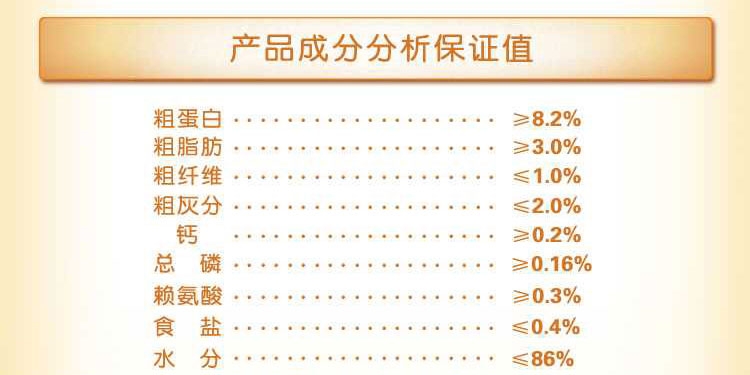 产品成分分析保证值
粗蛋白 ···················· ≥8.2%
粗脂肪 ···················· ≥3.0%
粗纤维 ···················· ≤1.0%
粗灰分 ···················· ≤2.0%
钙 ···················· ≥0.2%
总 磷 ···················· ≥0.16%
赖氨酸 ···················· ≥0.3%
食 盐 ···················· ≤0.4%
水 分 ···················· ≤86%